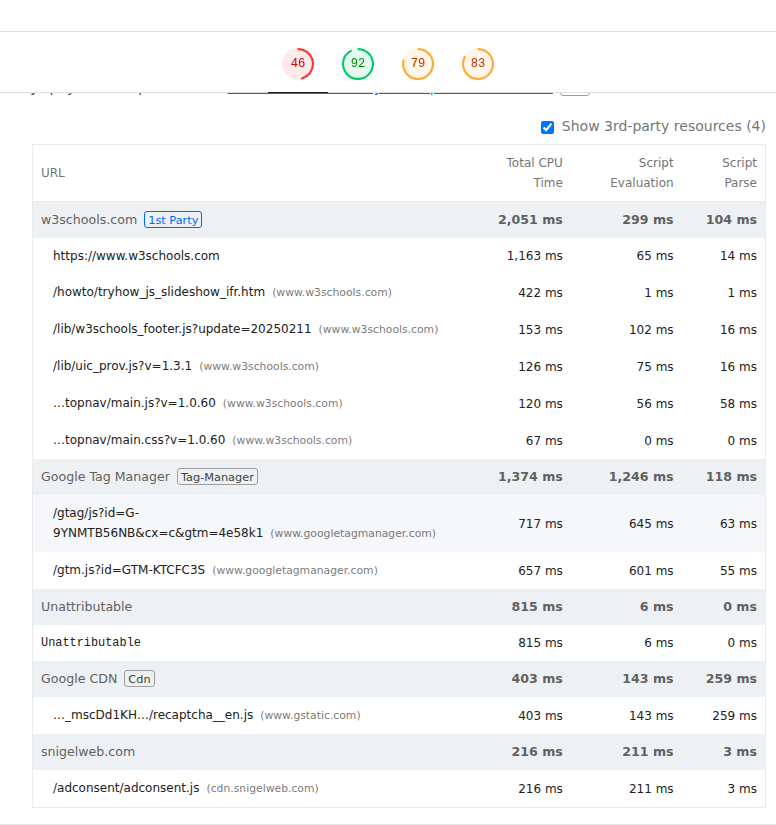 46 92 79 83
Show 3rd-party resources (4)
URL Total CPU Time Script Evaluation Script Parse
w3schools.com 1st Party 2,051 ms 299 ms 104 ms
https://www.w3schools.com 1,163 ms 65 ms 14 ms
/howto/tryhow_js_slideshow_ifr.htm (www.w3schools.com) 422 ms 1 ms 1 ms
/lib/w3schools_footer.js?update=20250211 (www.w3schools.com) 153 ms 102 ms 16 ms
/lib/uic_prov.js?v=1.3.1 (www.w3schools.com) 126 ms 75 ms 16 ms
…topnav/main.js?v=1.0.60 (www.w3schools.com) 120 ms 56 ms 58 ms
…topnav/main.css?v=1.0.60 (www.w3schools.com) 67 ms 0 ms 0 ms
Google Tag Manager Tag-Manager 1,374 ms 1,246 ms 118 ms
/gtag/js?id=G-
9YNMTB56NB&cx=c&gtm=4e58k1 (www.googletagmanager.com) 717 ms 645 ms 63 ms
/gtm.js?id=GTM-KTCFC3S (www.googletagmanager.com) 657 ms 601 ms 55 ms
Unattributable 815 ms 6 ms 0 ms
Unattributable 815 ms 6 ms 0 ms
Google CDN Cdn 403 ms 143 ms 259 ms
…_mscDd1KH…/recaptcha__en.js (www.gstatic.com) 403 ms 143 ms 259 ms
snigelweb.com 216 ms 211 ms 3 ms
/adconsent/adconsent.js (cdn.snigelweb.com) 216 ms 211 ms 3 ms